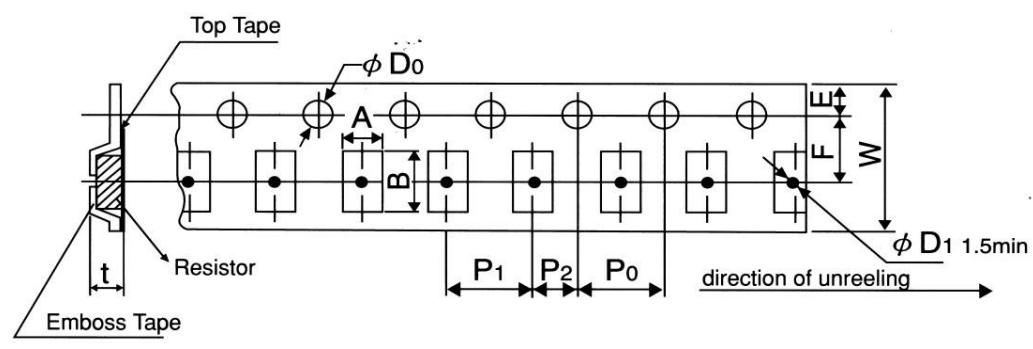 Top Tape
φ D0
A
E
F
W
B
φ D1 1.5min
Resistor
t
P1
P2
P0
direction of unreeling
Emboss Tape